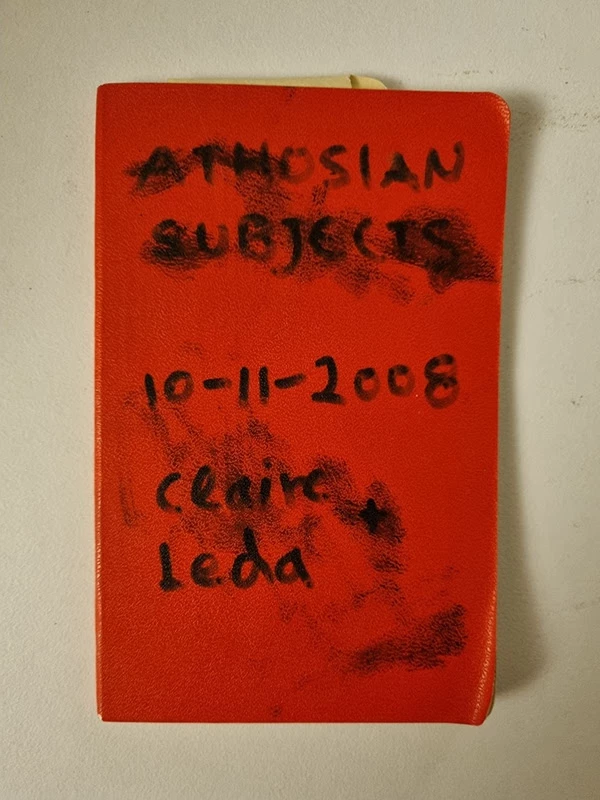 ATHOSIAN
SUBJECTS
10-11-2008
Claire +
Leda